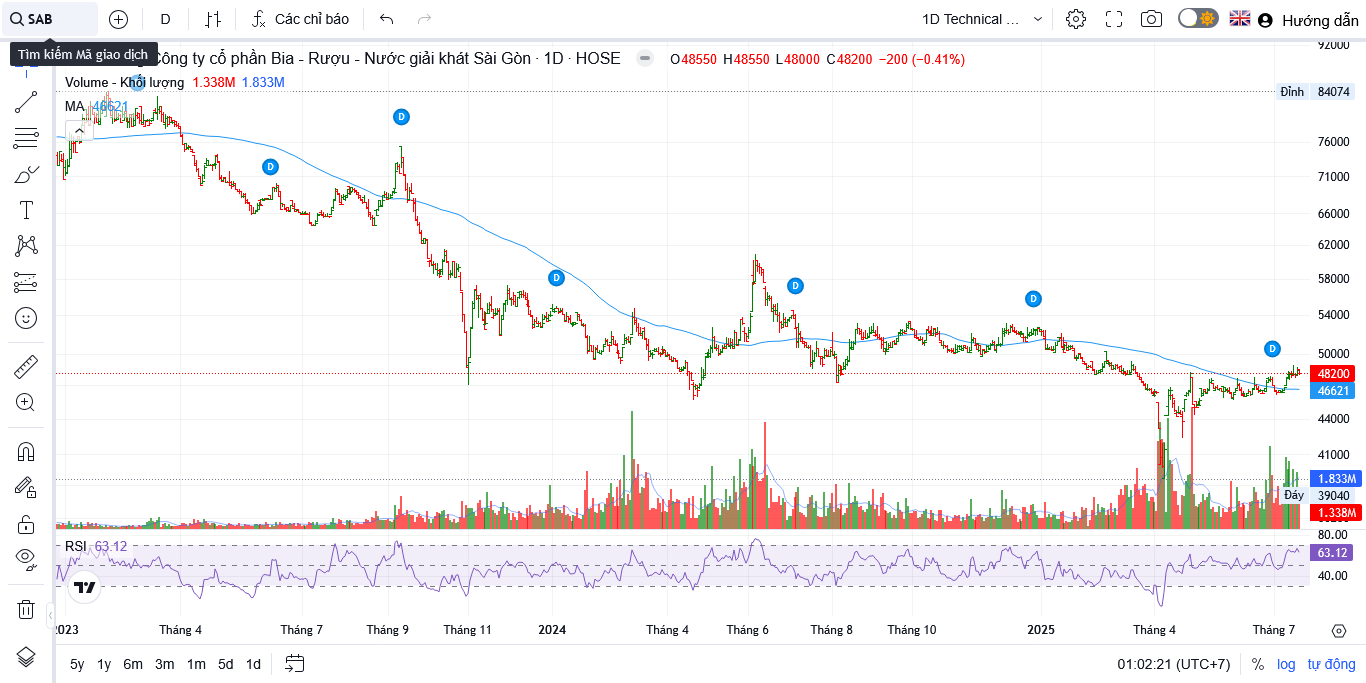 SAB D Các chỉ báo 1D Technical ... Hướng dẫn
Tìm kiếm Mã giao dịch
Công ty cổ phần Bia - Rượu - Nước giải khát Sài Gòn · 1D · HOSE O48550 H48550 L48000 C48200 −200 (−0.41%)
Volume - Khối lượng 1.338M 1.833M
MA 46621
92000
Đỉnh 84074
76000
71000
66000
62000
58000
54000
50000
48200
46621
44000
41000
1.833M
Đáy 39040
1.338M
D
D
D
D
D
D
RSI 63.12
80.00
63.12
40.00
2023 Tháng 4 Tháng 7 Tháng 9 Tháng 11 2024 Tháng 4 Tháng 6 Tháng 8 Tháng 10 2025 Tháng 4 Tháng 7
5y 1y 6m 3m 1m 5d 1d 01:02:21 (UTC+7) % log tự động